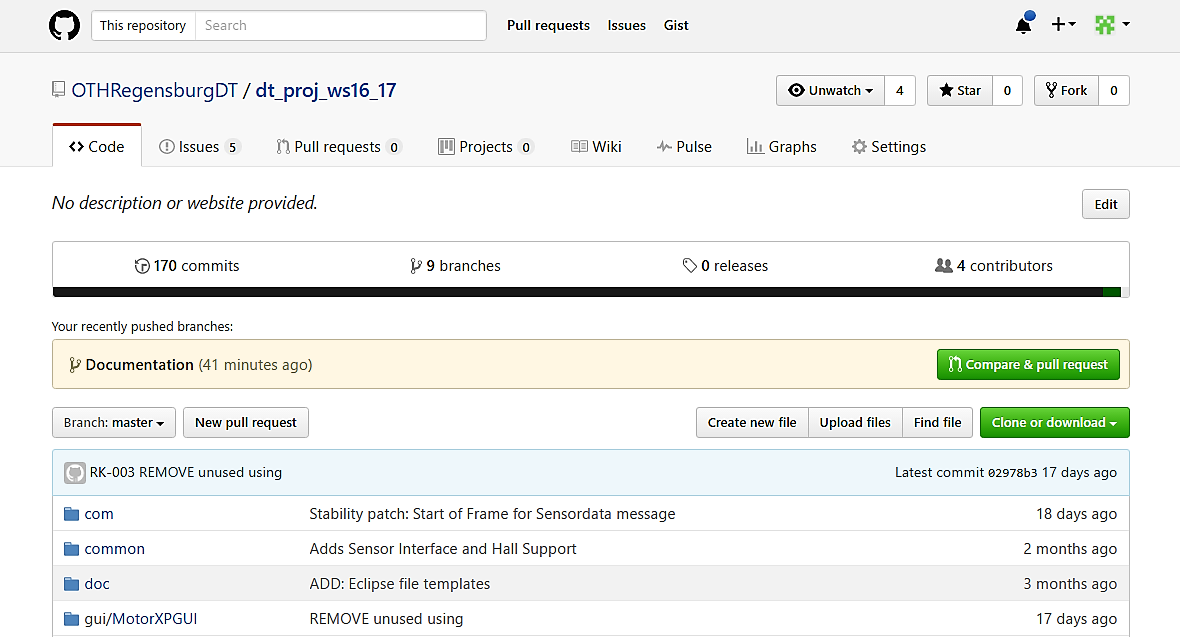 This repository Search Pull requests Issues Gist
OTHRegensburgDT / dt_proj_ws16_17 Unwatch 4 Star 0 Fork 0
Code Issues 5 Pull requests 0 Projects 0 Wiki Pulse Graphs Settings
No description or website provided. Edit
170 commits 9 branches 0 releases 4 contributors
Your recently pushed branches:
Documentation (41 minutes ago) Compare & pull request
Branch: master New pull request Create new file Upload files Find file Clone or download
RK-003 REMOVE unused using Latest commit 02978b3 17 days ago
com Stability patch: Start of Frame for Sensordata message 18 days ago
common Adds Sensor Interface and Hall Support 2 months ago
doc ADD: Eclipse file templates 3 months ago
gui/MotorXPGUI REMOVE unused using 17 days ago